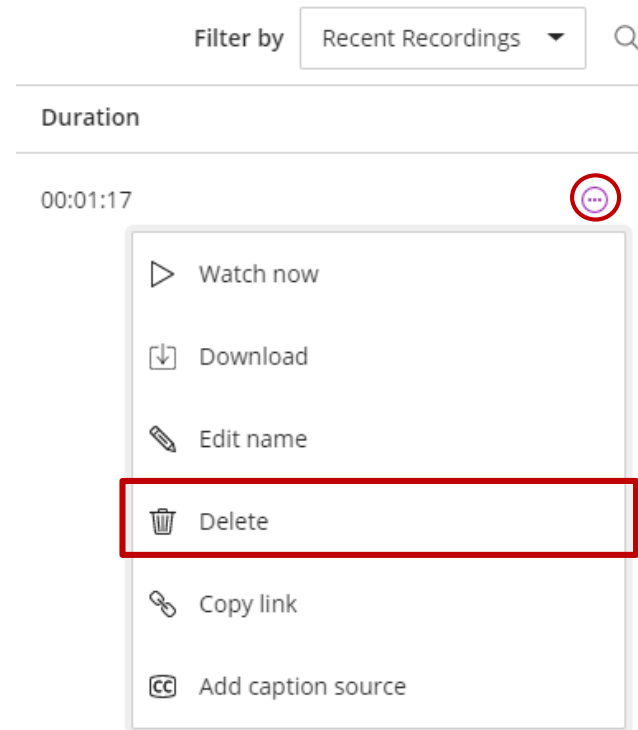 Filter by Recent Recordings
Duration
00:01:17
Watch now
Download
Edit name
Delete
Copy link
CC Add caption source